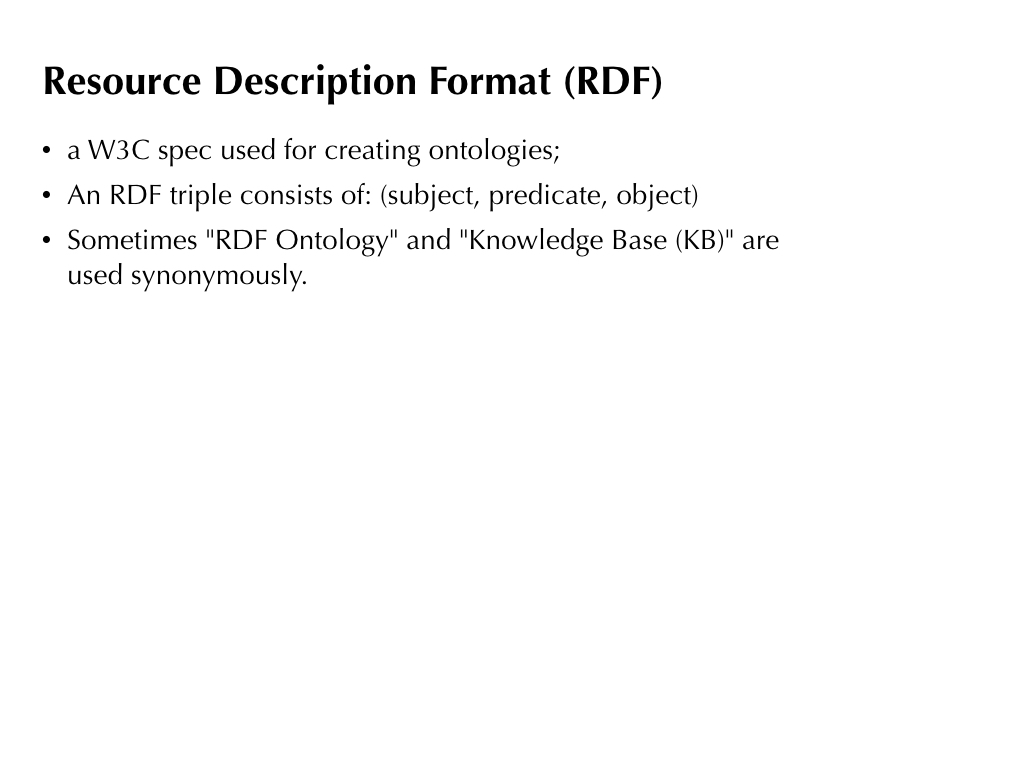 Resource Description Format (RDF)
• a W3C spec used for creating ontologies;
• An RDF triple consists of: (subject, predicate, object)
• Sometimes "RDF Ontology" and "Knowledge Base (KB)" are
used synonymously.